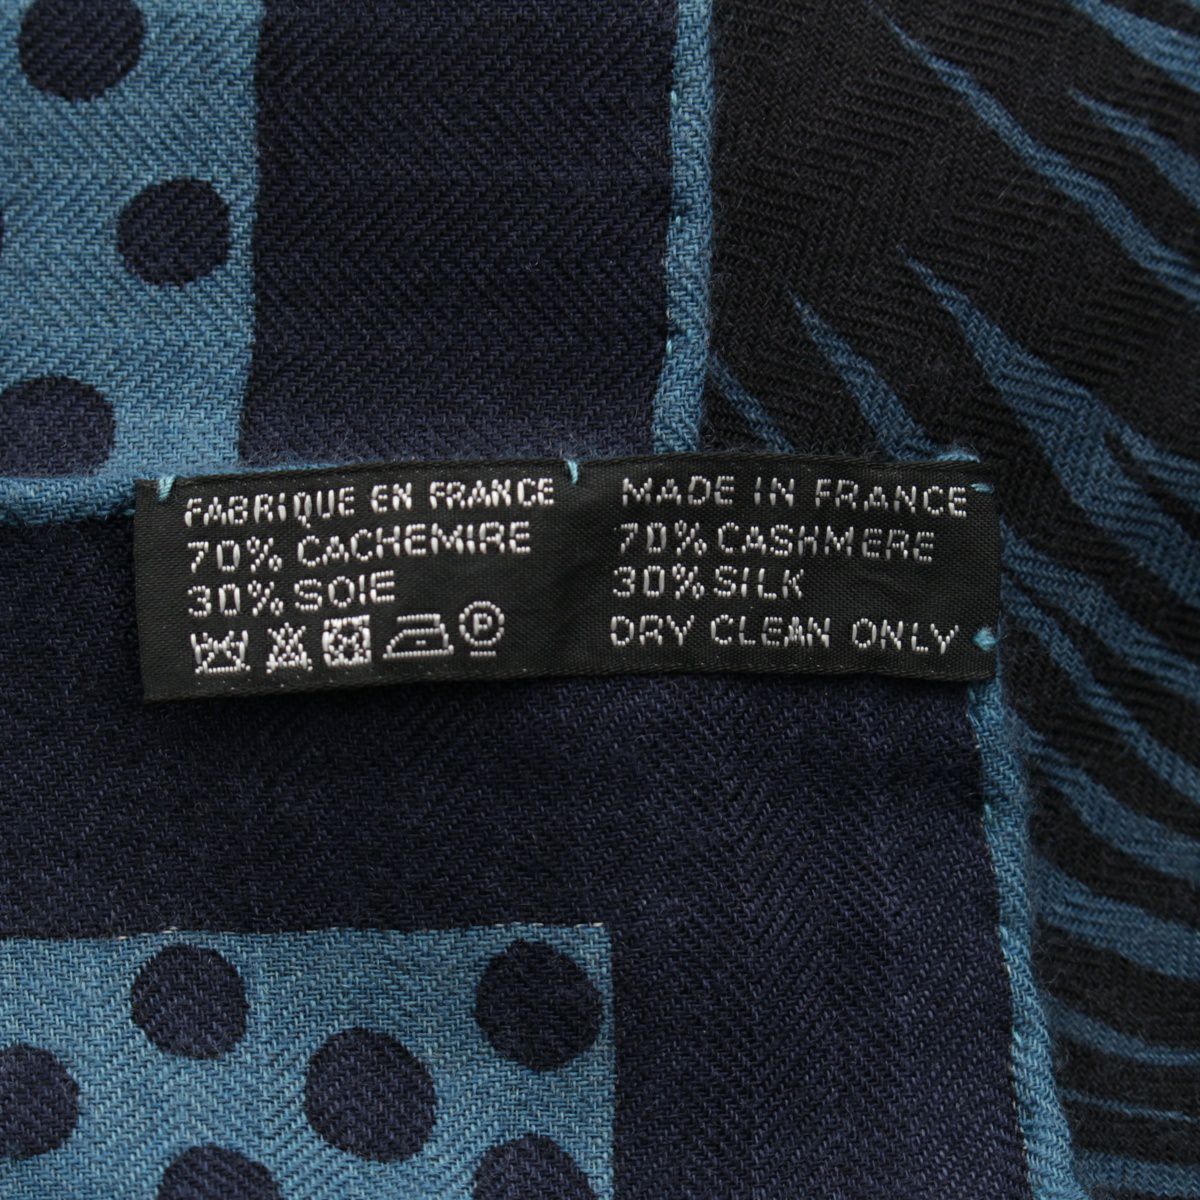 FABRIQUE EN FRANCE
70% CACHEMIRE
30% SOIE
P
MADE IN FRANCE
70% CASHMERE
30% SILK
DRY CLEAN ONLY